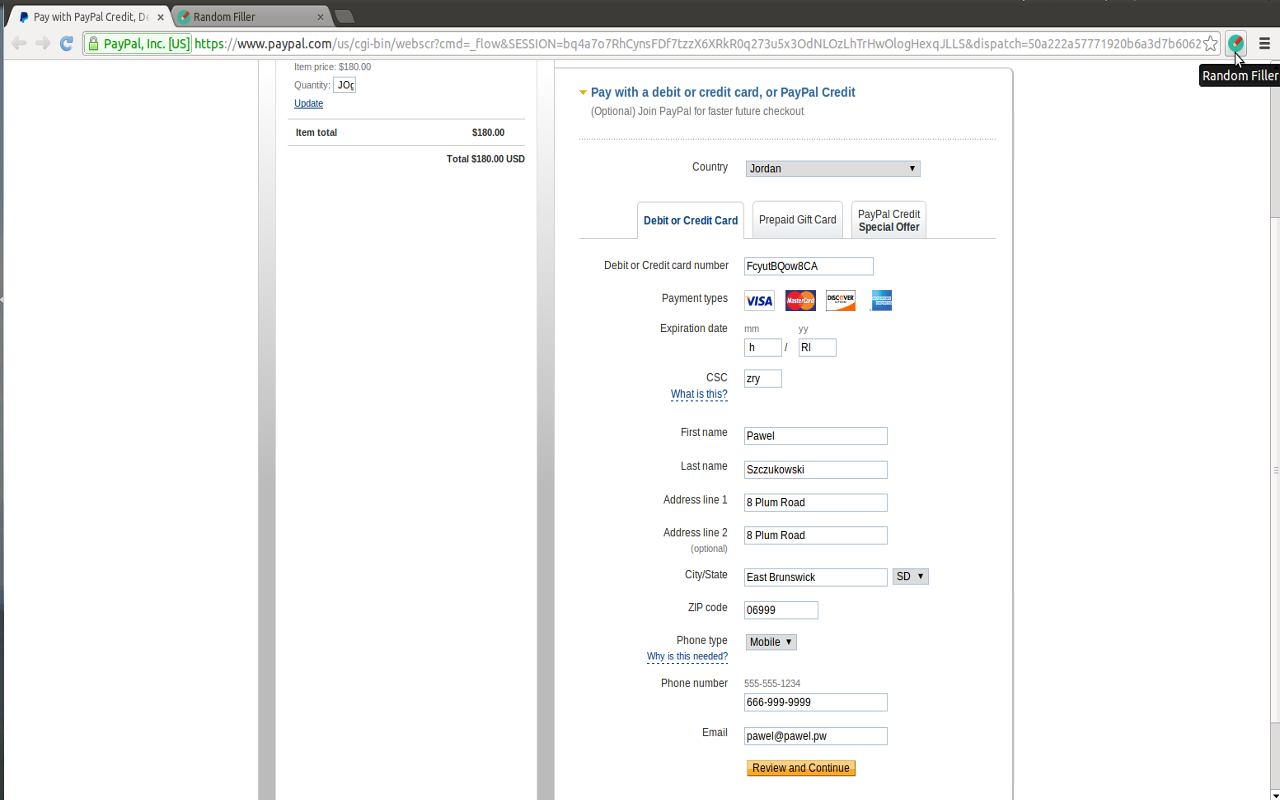 Pay with PayPal Credit, De
Random Filler
PayPal, Inc. [US] https://www.paypal.com/us/cgi-bin/webscr?cmd=_flow&SESSION=bq4a7o7RhCynsFDf7tzzX6XRkR0q273u5x3OdNLOzLhTrHwOlogHexqJLLS&dispatch=50a222a57771920b6a3d7b6062
Random Filler
Item price: $180.00
Quantity:
Update
Item total $180.00
Total $180.00 USD
Pay with a debit or credit card, or PayPal Credit
(Optional) Join PayPal for faster future checkout
Country Jordan
Debit or Credit Card
Prepaid Gift Card
PayPal Credit
Special Offer
Debit or Credit card number FcyutBQow8CA
Payment types VISA MasterCard DISCOVER
Expiration date mm yy
h / RI
CSC zry
What is this?
First name Pawel
Last name Szczukowski
Address line 1 8 Plum Road
Address line 2 8 Plum Road
(optional)
City/State East Brunswick SD
ZIP code 06999
Phone type Mobile
Why is this needed?
Phone number 555-555-1234
666-999-9999
Email pawel@pawel.pw
Review and Continue